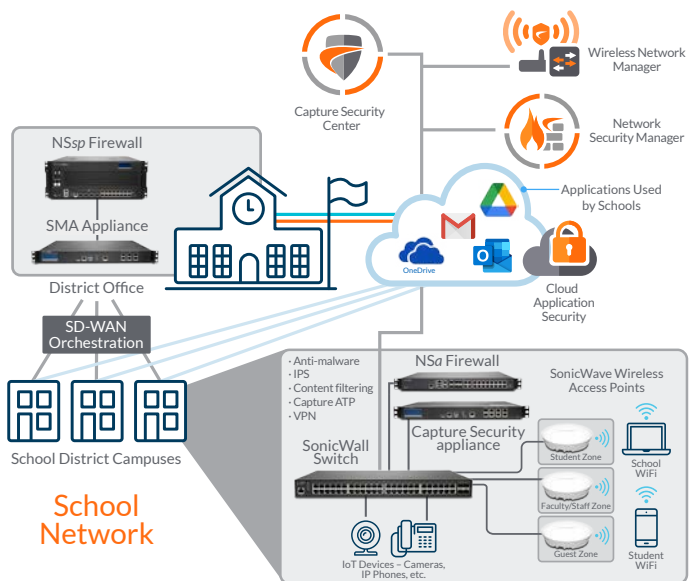 Capture Security
Center
Wireless Network
Manager
Network
Security Manager
NSsp Firewall
SMA Appliance
District Office
SD-WAN
Orchestration
School District Campuses
School
Network
Applications Used
by Schools
OneDrive
Cloud
Application
Security
· Anti-malware
· IPS
· Content filtering
· Capture ATP
· VPN
NSa Firewall
Capture Security
appliance
SonicWall
Switch
IoT Devices – Cameras,
IP Phones, etc.
SonicWave Wireless
Access Points
Student Zone
Faculty/Staff Zone
Guest Zone
School
WiFi
Student
WiFi